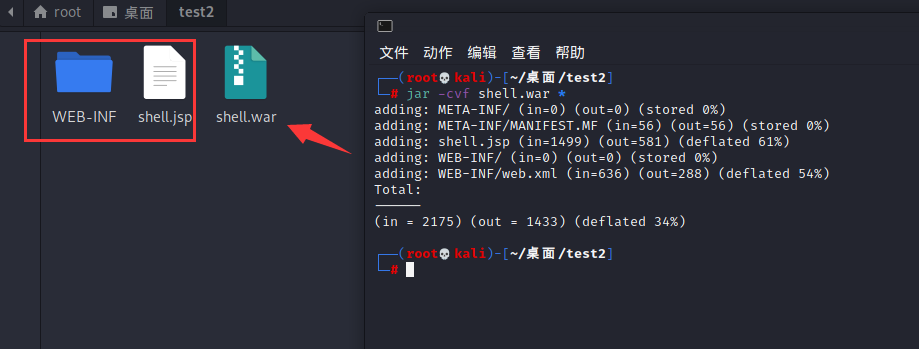 root 桌面 test2
WEB-INF shell.jsp shell.war
文件 动作 编辑 查看 帮助
┌──(root💀kali)-[~/桌面/test2]
└─# jar -cvf shell.war *
adding: META-INF/ (in=0) (out=0) (stored 0%)
adding: META-INF/MANIFEST.MF (in=56) (out=56) (stored 0%)
adding: shell.jsp (in=1499) (out=581) (deflated 61%)
adding: WEB-INF/ (in=0) (out=0) (stored 0%)
adding: WEB-INF/web.xml (in=636) (out=288) (deflated 54%)
Total:
------
(in = 2175) (out = 1433) (deflated 34%)
┌──(root💀kali)-[~/桌面/test2]
└─#